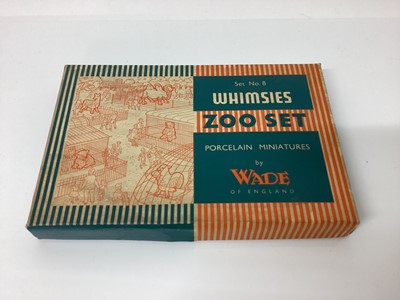 Set No. 8
WHIMSIES
ZOO SET
PORCELAIN MINIATURES
by
WADE
OF ENGLAND